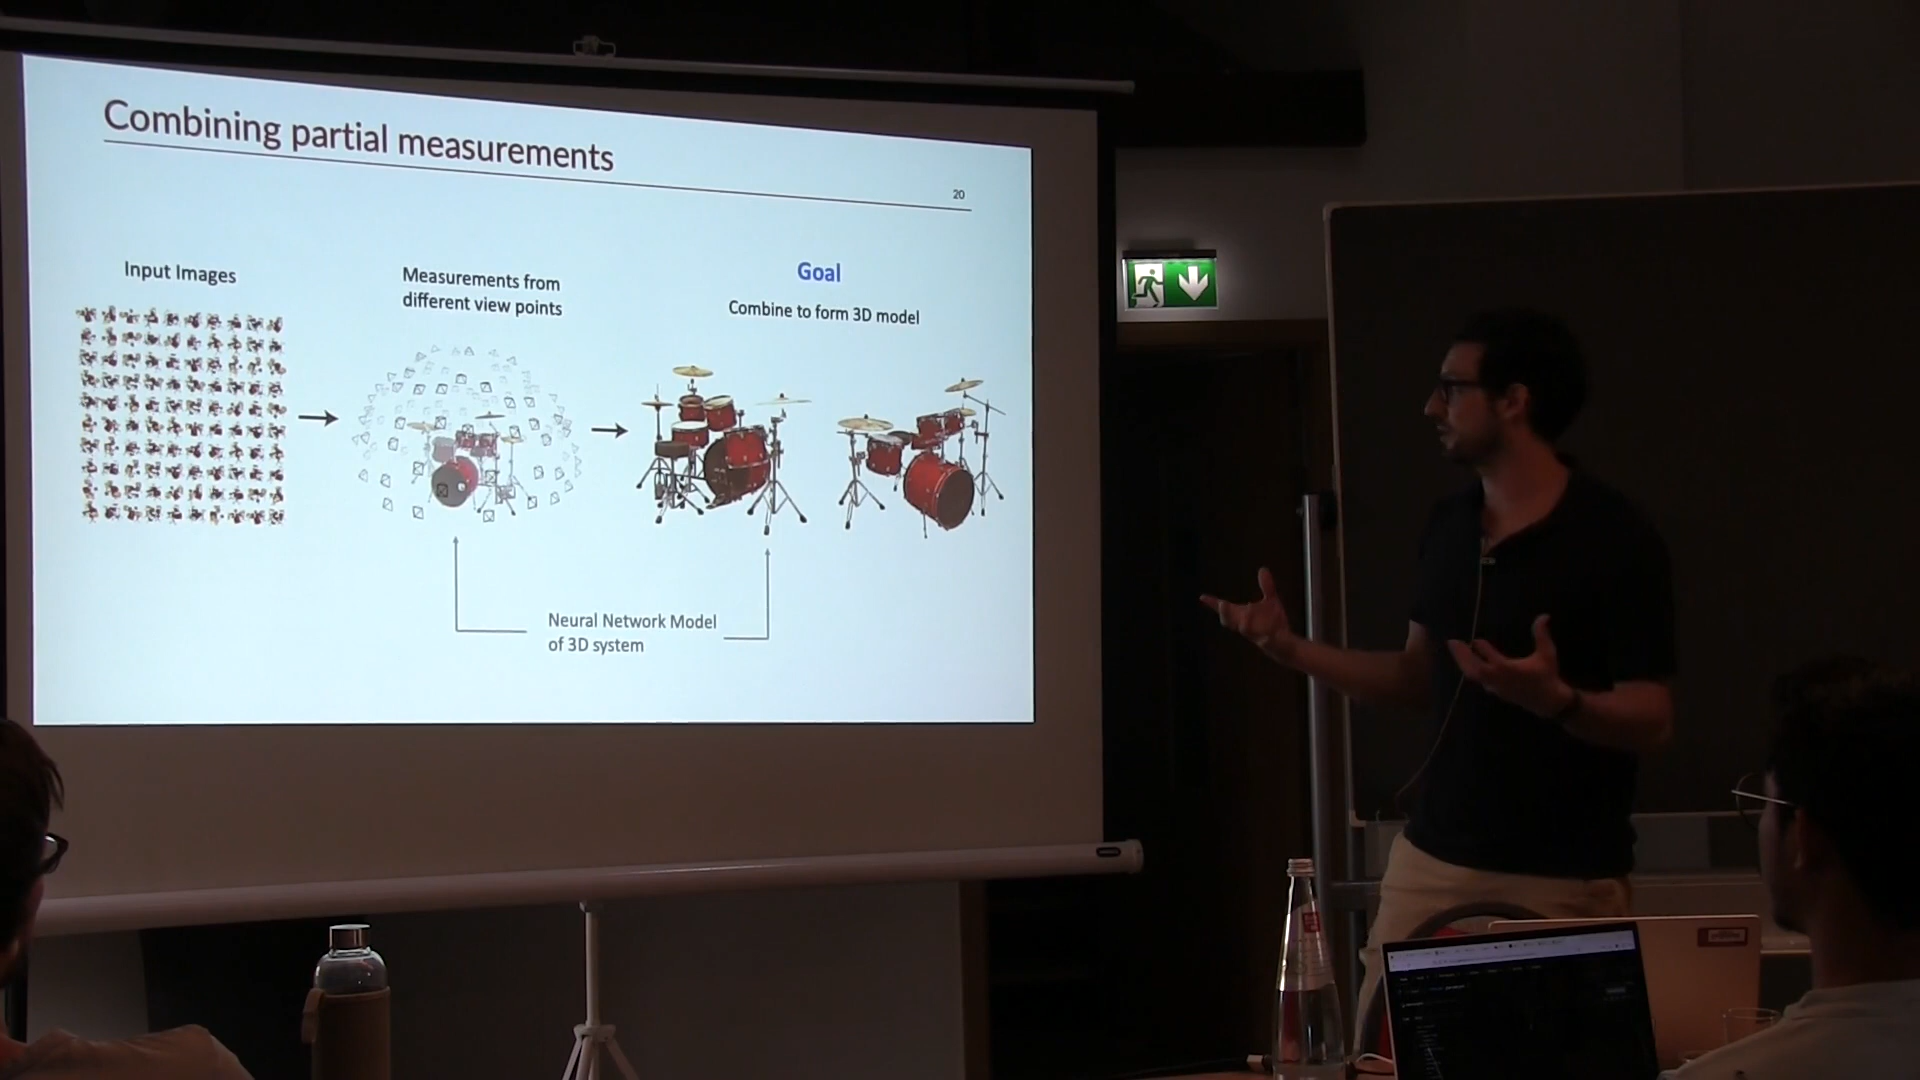 Combining partial measurements
20
Input Images
Measurements from
different view points
Goal
Combine to form 3D model
Neural Network Model
of 3D system